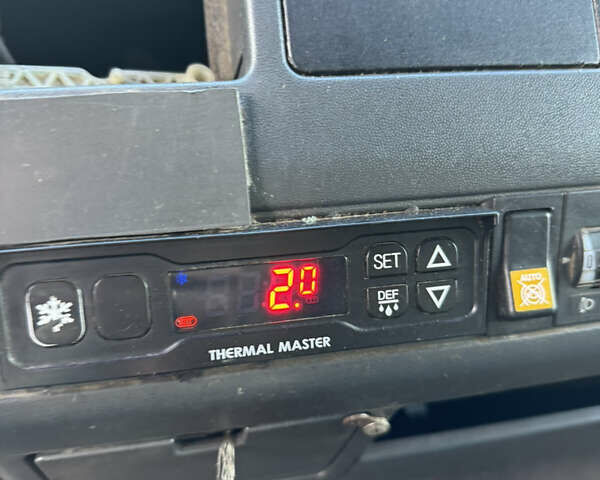 SET
2.0
DEF
THERMAL MASTER
AUTO